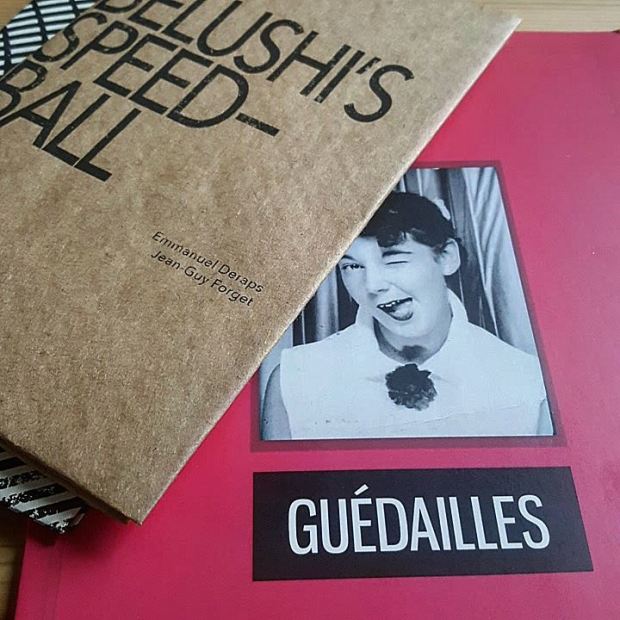 BELUSHI'S
SPEED–
BALL
Emmanuel Deraps
Jean-Guy Forget
GUÉDAILLES